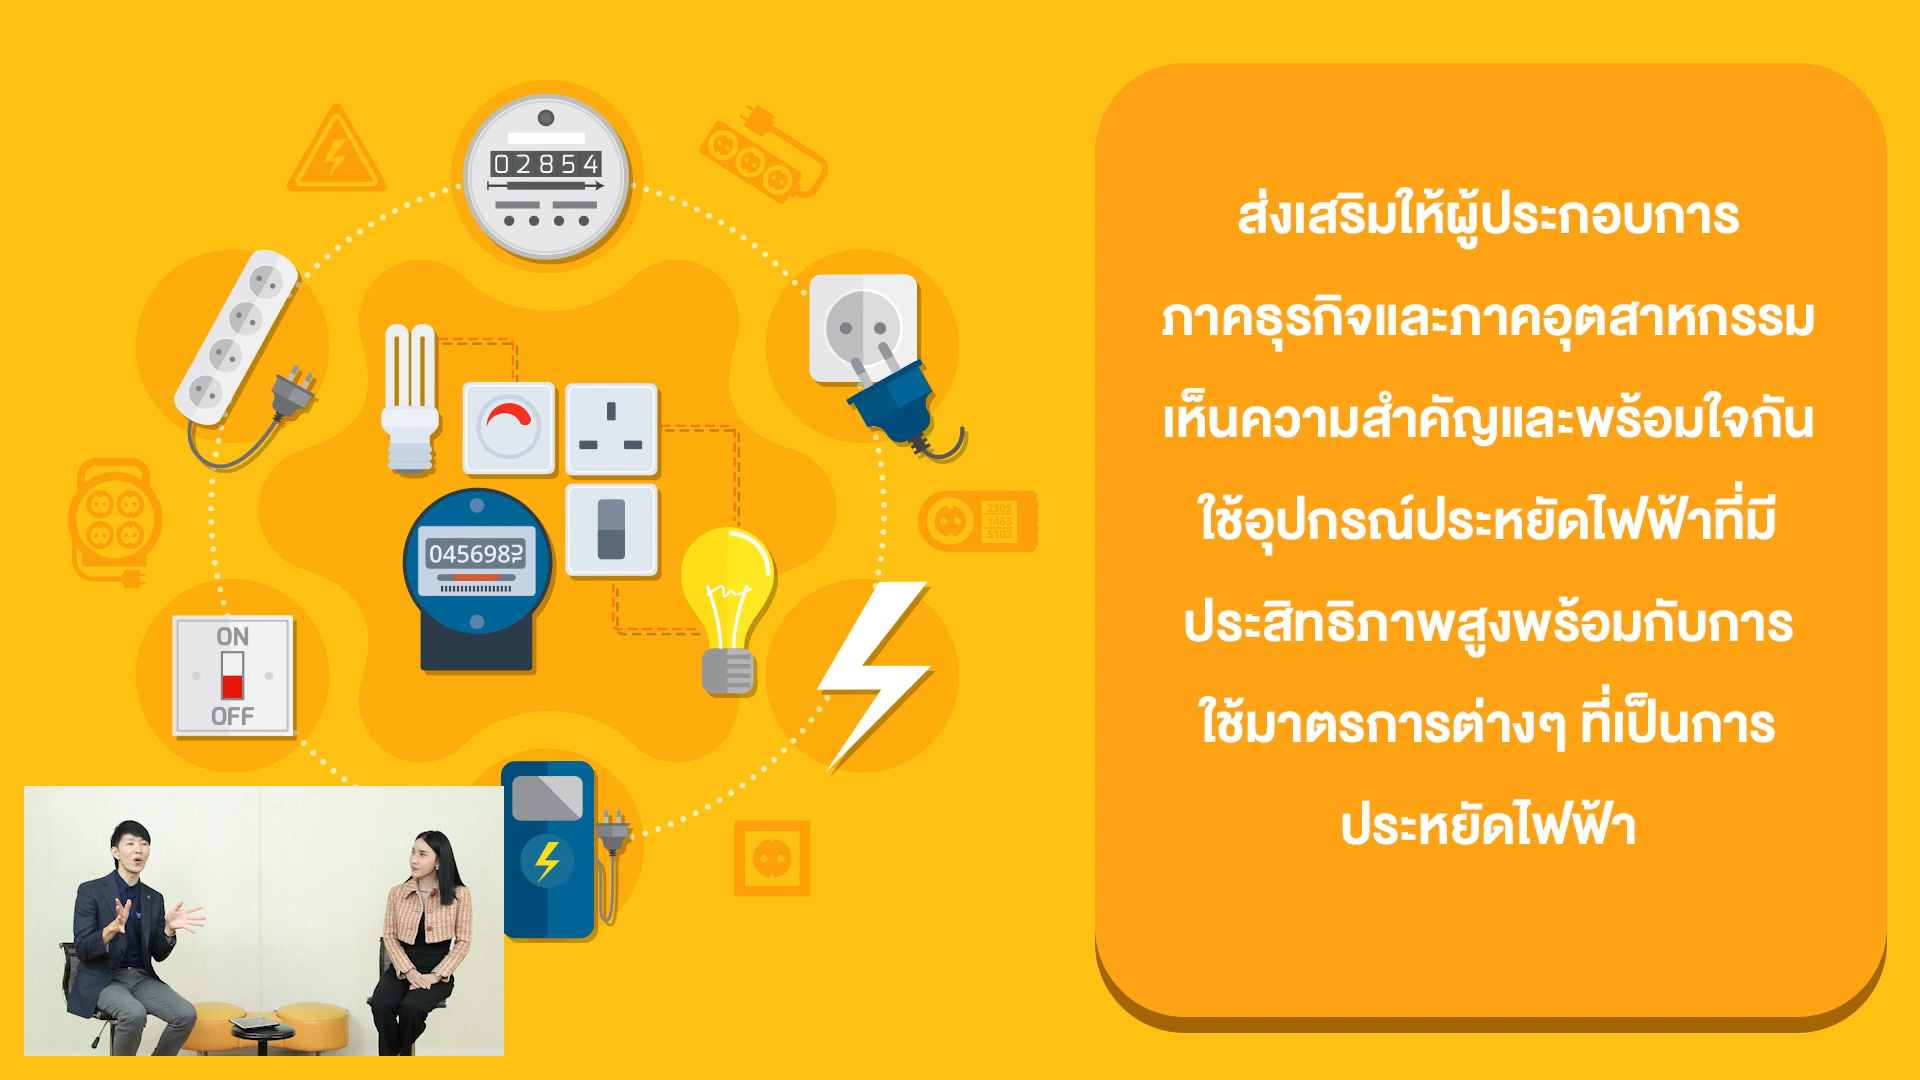 02854
ส่งเสริมให้ผู้ประกอบการ
ภาคธุรกิจและภาคอุตสาหกรรม
เห็นความสำคัญและพร้อมใจกัน
ใช้อุปกรณ์ประหยัดไฟฟ้าที่มี
ประสิทธิภาพสูงพร้อมกับการ
ใช้มาตรการต่างๆ ที่เป็นการ
ประหยัดไฟฟ้า
2305
1463
5103
045698
ON
OFF